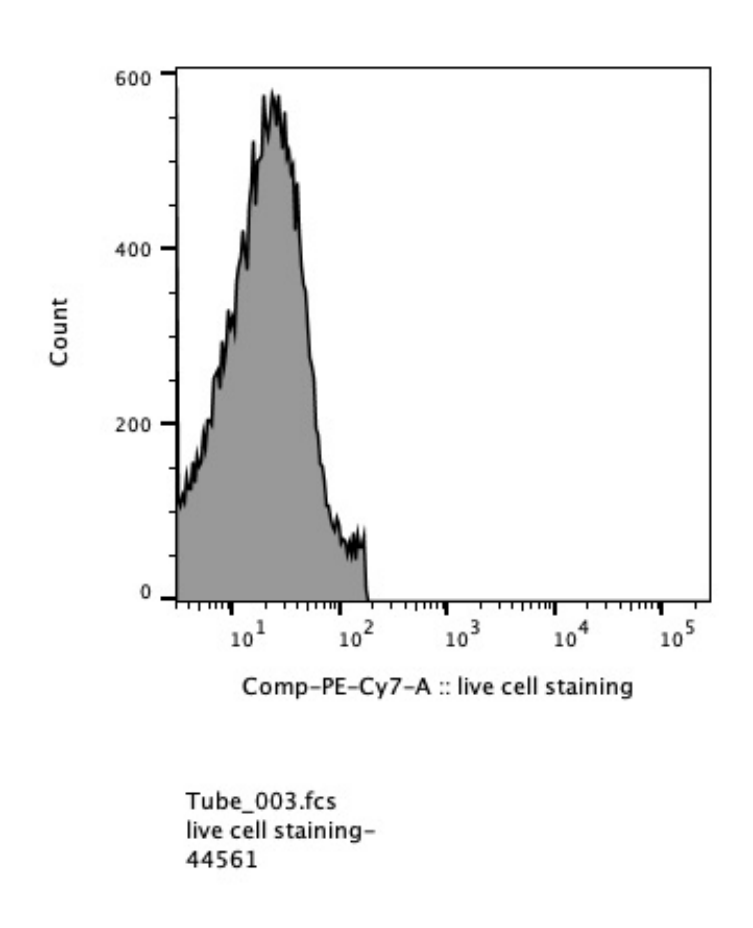 600
400
200
0
Count
10^1 10^2 10^3 10^4 10^5
Comp-PE-Cy7-A :: live cell staining
Tube_003.fcs
live cell staining-
44561